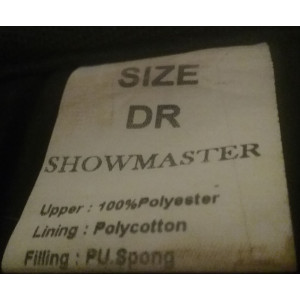 SIZE
DR
SHOWMASTER
Upper : 100%Polyester
Lining : Polycotton
Filling : PU.Spong